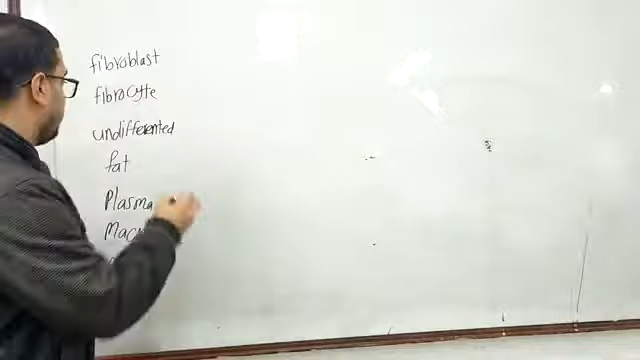 fibroblast
fibrocyte
undifferented
fat
Plasma